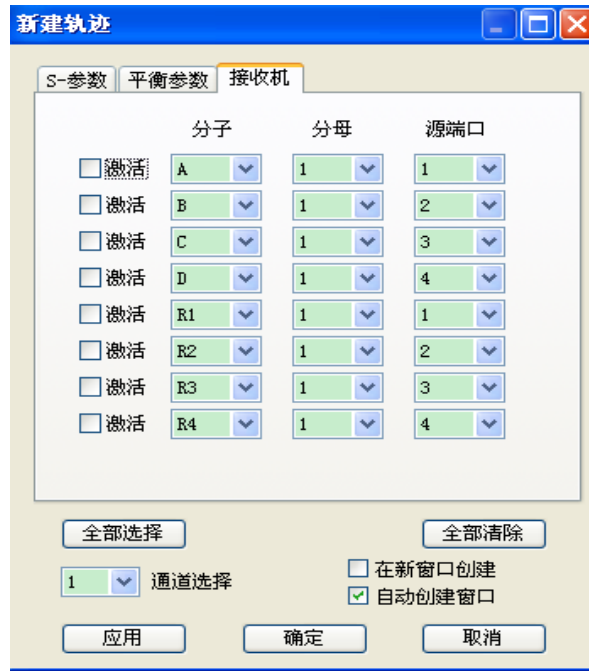 新建轨迹
S-参数 平衡参数 接收机
分子 分母 源端口
激活 A 1 1
激活 B 1 2
激活 C 1 3
激活 D 1 4
激活 R1 1 1
激活 R2 1 2
激活 R3 1 3
激活 R4 1 4
全部选择 全部清除
1 通道选择
在新窗口创建
自动创建窗口
应用 确定 取消